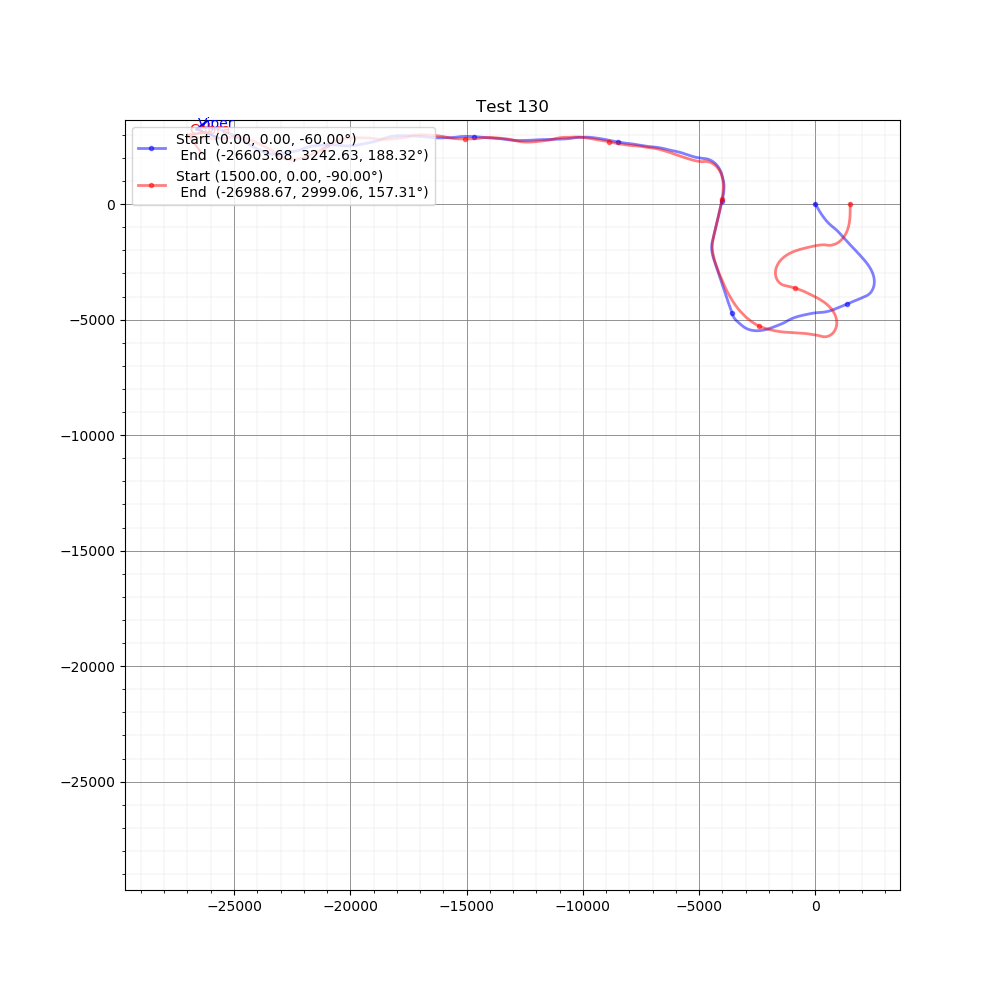 Test 130
Viper
Start (0.00, 0.00, -60.00°)
End (-26603.68, 3242.63, 188.32°)
Start (1500.00, 0.00, -90.00°)
End (-26988.67, 2999.06, 157.31°)
0
−5000
−10000
−15000
−20000
−25000
−25000 −20000 −15000 −10000 −5000 0